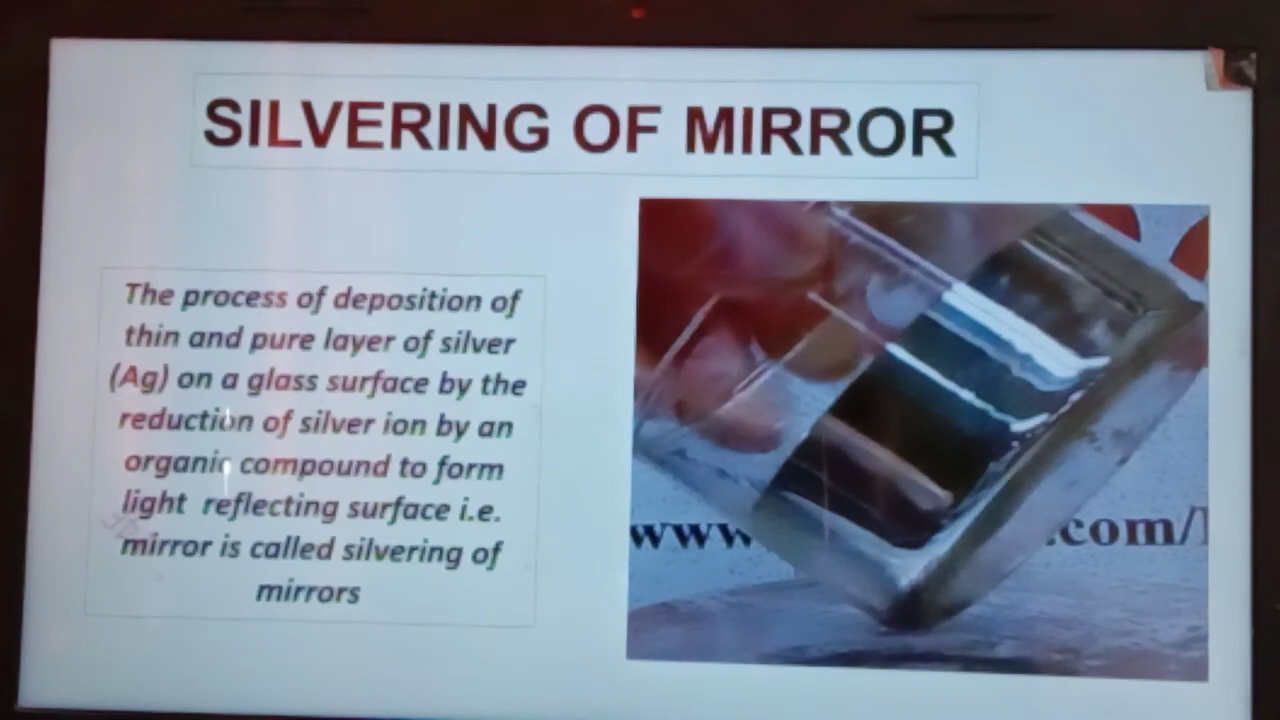 SILVERING OF MIRROR
The process of deposition of
thin and pure layer of silver
(Ag) on a glass surface by the
reduction of silver ion by an
organic compound to form
light reflecting surface i.e.
mirror is called silvering of
mirrors
www
.com/